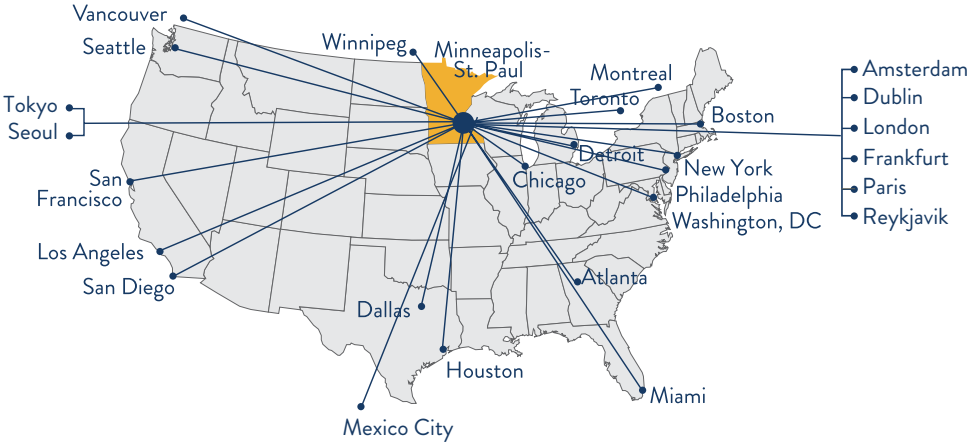 Vancouver
Seattle
Winnipeg
Minneapolis-
St. Paul
Montreal
Toronto
Boston
Amsterdam
Dublin
London
Frankfurt
Paris
Reykjavik
Tokyo
Seoul
Detroit
Chicago
New York
Philadelphia
Washington, DC
San
Francisco
Los Angeles
San Diego
Dallas
Atlanta
Houston
Miami
Mexico City